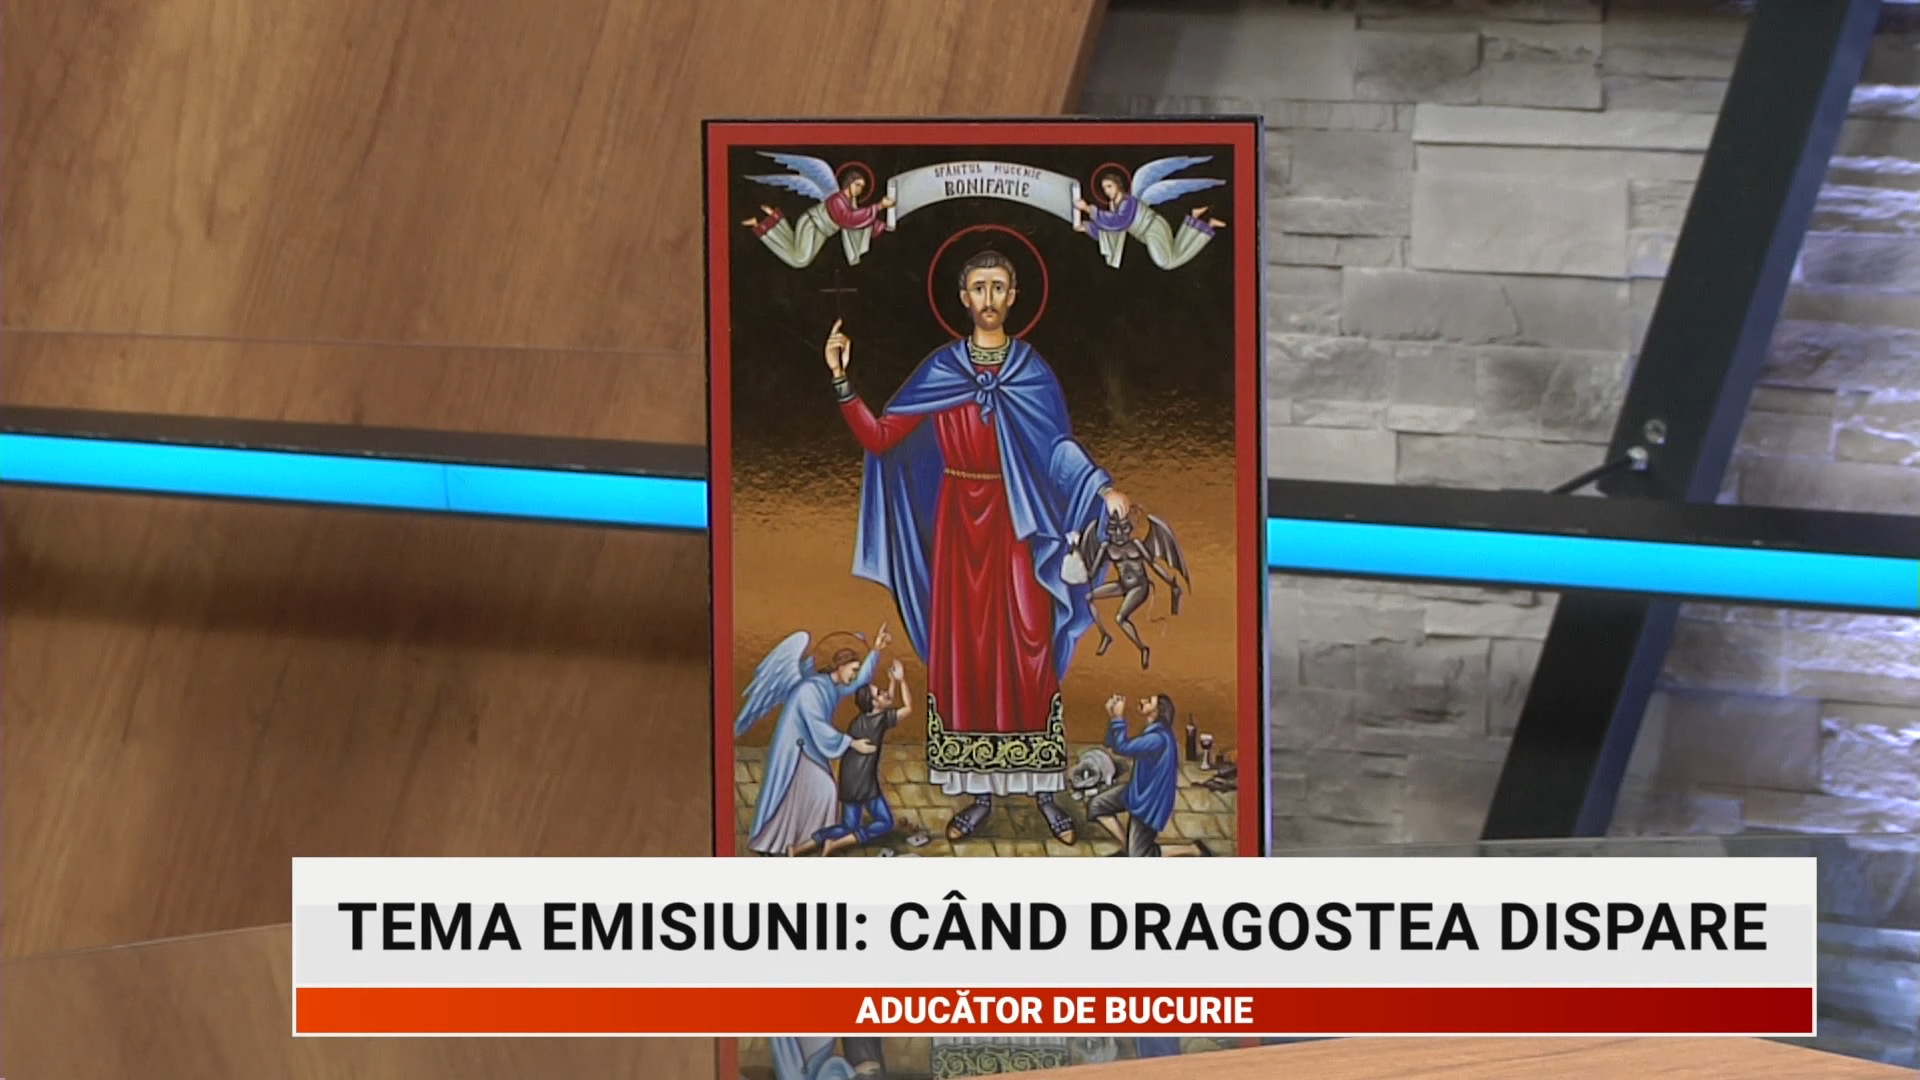 SFÂNTUL MUCENIC
BONIFATIE
TEMA EMISIUNII: CÂND DRAGOSTEA DISPARE
ADUCĂTOR DE BUCURIE